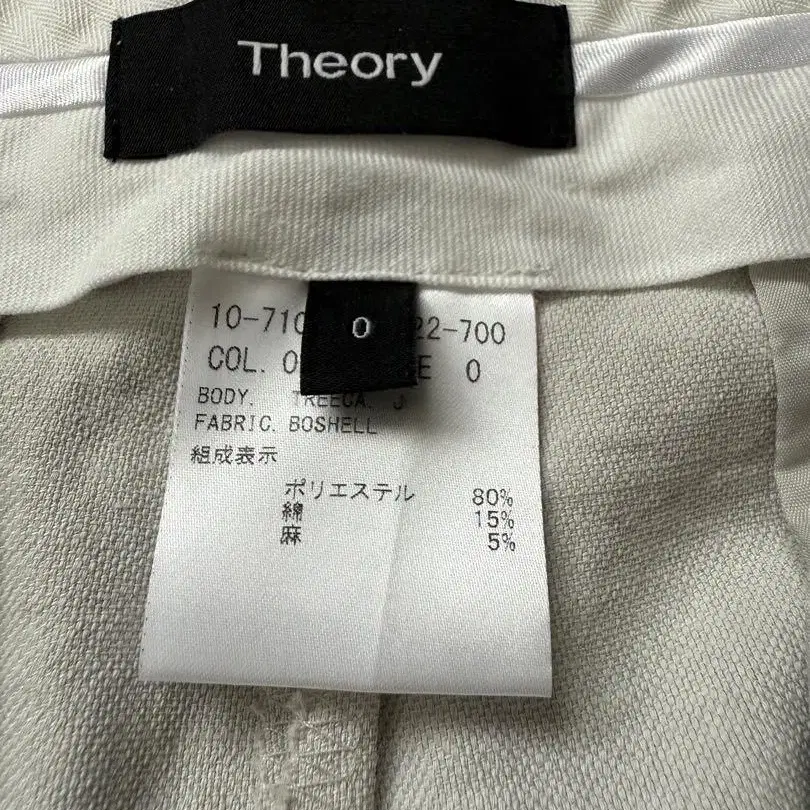 Theory
0
10-710 22-700
COL. 0 E 0
BODY. TREECA. J
FABRIC. BOSHELL
組成表示
ポリエステル 80%
綿 15%
麻 5%